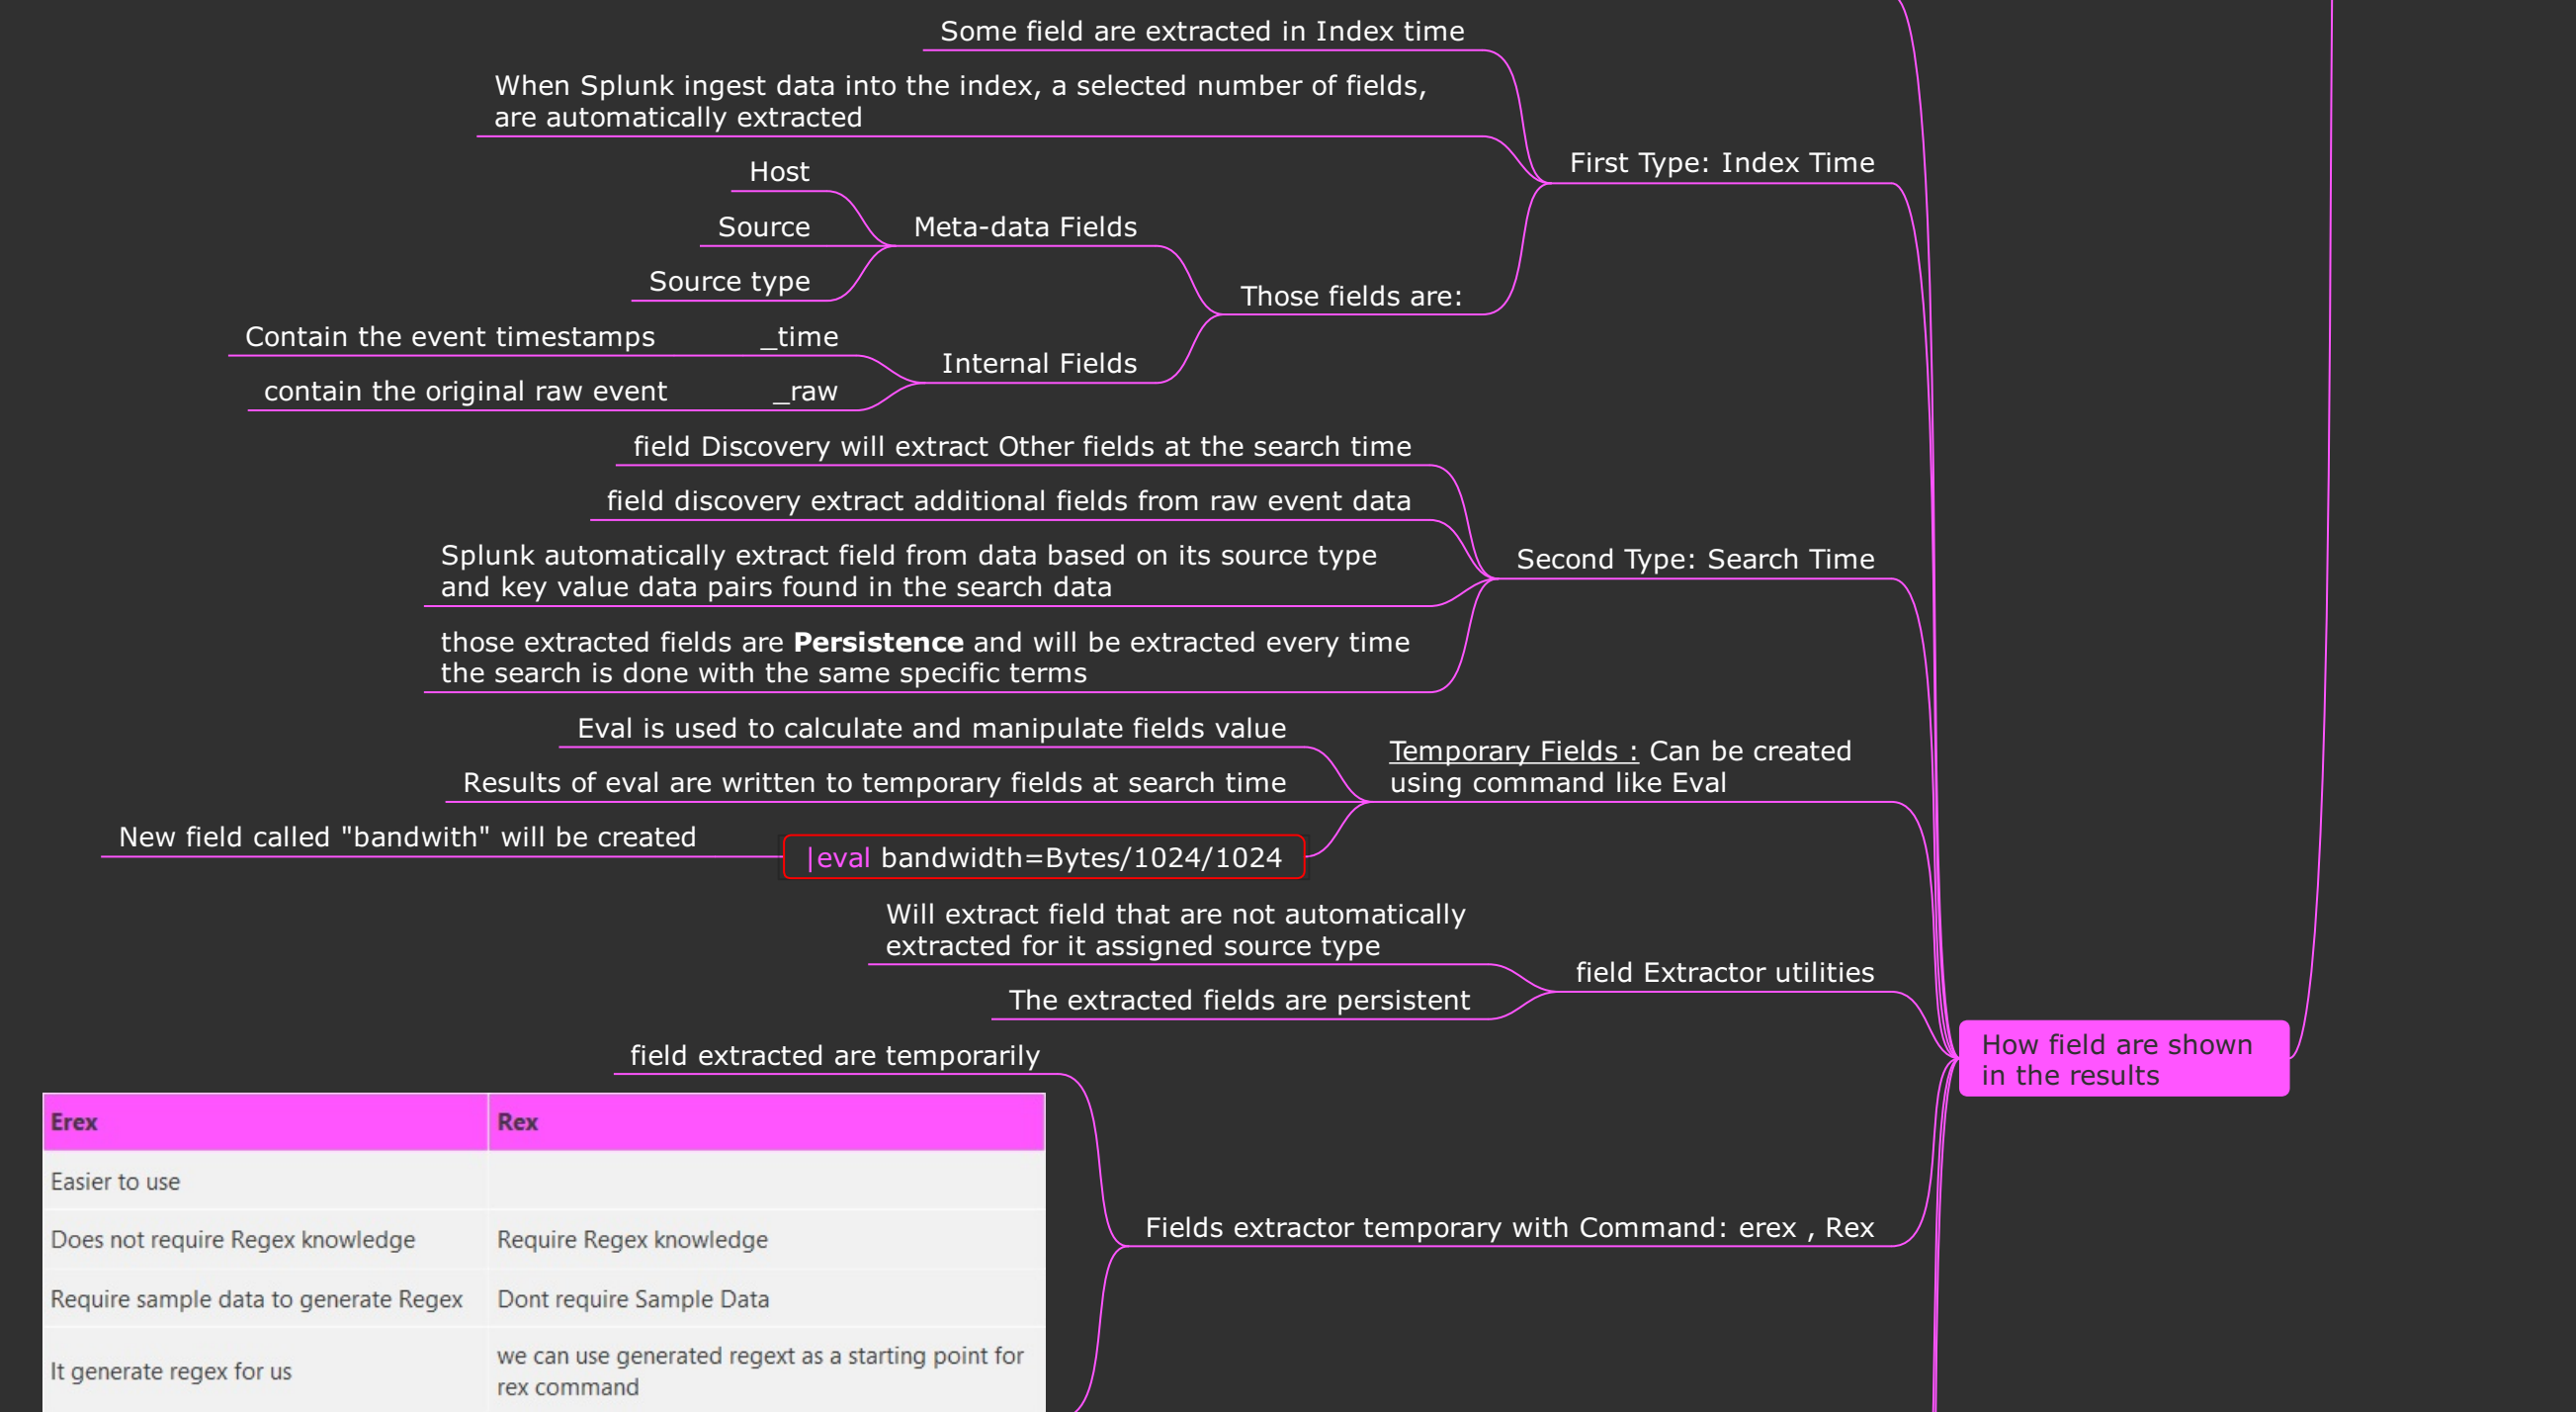 Some field are extracted in Index time
When Splunk ingest data into the index, a selected number of fields,
are automatically extracted
First Type: Index Time
Host
Source
Meta-data Fields
Source type
Those fields are:
Contain the event timestamps
_time
Internal Fields
contain the original raw event
_raw
field Discovery will extract Other fields at the search time
field discovery extract additional fields from raw event data
Splunk automatically extract field from data based on its source type
and key value data pairs found in the search data
Second Type: Search Time
those extracted fields are Persistence and will be extracted every time
the search is done with the same specific terms
Eval is used to calculate and manipulate fields value
Temporary Fields : Can be created
using command like Eval
Results of eval are written to temporary fields at search time
New field called "bandwith" will be created
|eval bandwidth=Bytes/1024/1024
Will extract field that are not automatically
extracted for it assigned source type
field Extractor utilities
The extracted fields are persistent
How field are shown
in the results
field extracted are temporarily
Fields extractor temporary with Command: erex , Rex
Erex
Rex
Easier to use
Does not require Regex knowledge
Require Regex knowledge
Require sample data to generate Regex
Dont require Sample Data
It generate regex for us
we can use generated regext as a starting point for
rex command